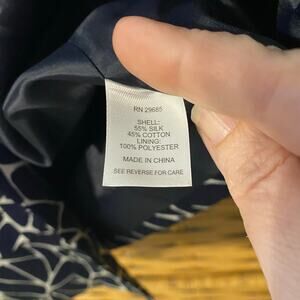 RN 29685
SHELL:
55% SILK
45% COTTON
LINING:
100% POLYESTER
MADE IN CHINA
SEE REVERSE FOR CARE